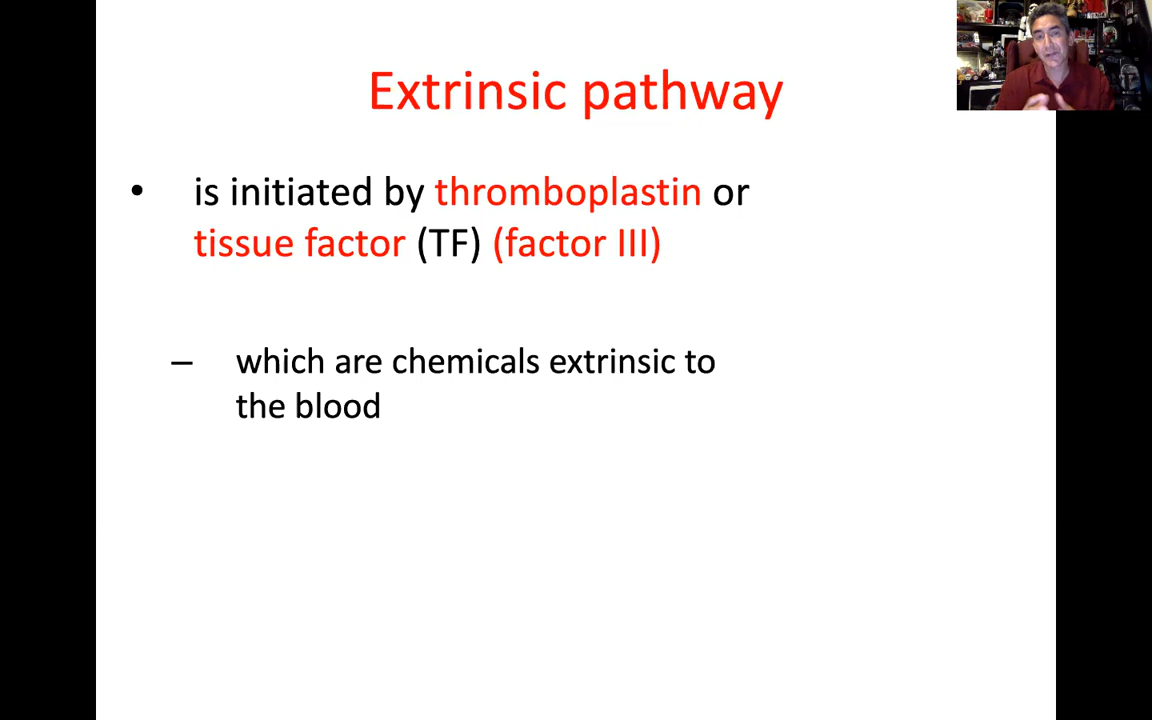 Extrinsic pathway
• is initiated by thromboplastin or
tissue factor (TF) (factor III)
– which are chemicals extrinsic to
the blood